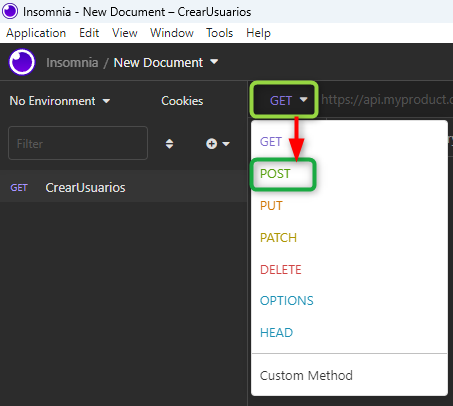 Insomnia - New Document – CrearUsuarios
Application File Edit View Window Tools Help
Insomnia / New Document
No Environment Cookies
GET https://api.myproduct.c
Filter
GET CrearUsuarios
GET
POST
PUT
PATCH
DELETE
OPTIONS
HEAD
Custom Method